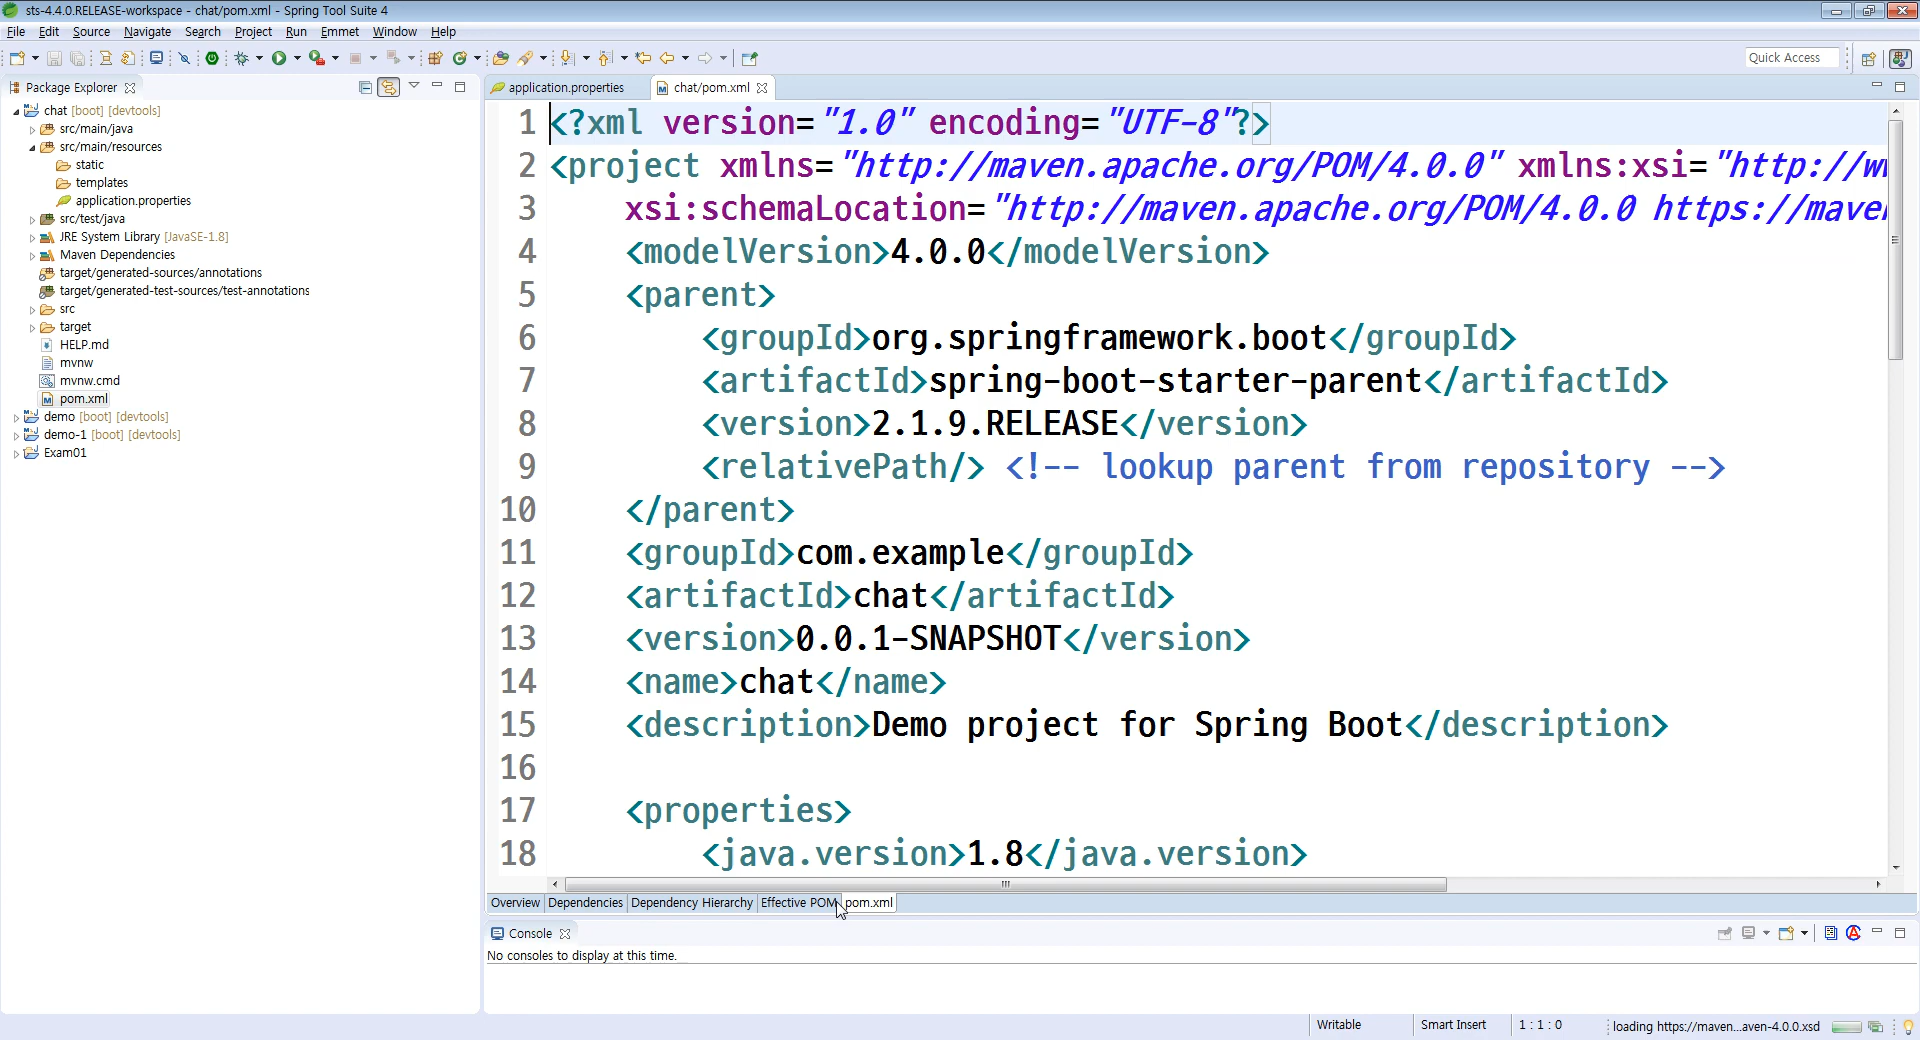 sts-4.4.0.RELEASE-workspace - chat/pom.xml - Spring Tool Suite 4
File Edit Source Navigate Search Project Run Emmet Window Help
Quick Access
Package Explorer
chat [boot] [devtools]
src/main/java
src/main/resources
static
templates
application.properties
src/test/java
JRE System Library [JavaSE-1.8]
Maven Dependencies
target/generated-sources/annotations
target/generated-test-sources/test-annotations
src
target
HELP.md
mvnw
mvnw.cmd
pom.xml
demo [boot] [devtools]
demo-1 [boot] [devtools]
Exam01
application.properties
chat/pom.xml
1 <?xml version="1.0" encoding="UTF-8"?>
2 <project xmlns="http://maven.apache.org/POM/4.0.0" xmlns:xsi="http://w
3 xsi:schemaLocation="http://maven.apache.org/POM/4.0.0 https://mave
4 <modelVersion>4.0.0</modelVersion>
5 <parent>
6 <groupId>org.springframework.boot</groupId>
7 <artifactId>spring-boot-starter-parent</artifactId>
8 <version>2.1.9.RELEASE</version>
9 <relativePath/> <!-- lookup parent from repository -->
10 </parent>
11 <groupId>com.example</groupId>
12 <artifactId>chat</artifactId>
13 <version>0.0.1-SNAPSHOT</version>
14 <name>chat</name>
15 <description>Demo project for Spring Boot</description>
16
17 <properties>
18 <java.version>1.8</java.version>
Overview Dependencies Dependency Hierarchy Effective POM pom.xml
Console
No consoles to display at this time.
Writable Smart Insert 1 : 1 : 0 loading https://maven...aven-4.0.0.xsd